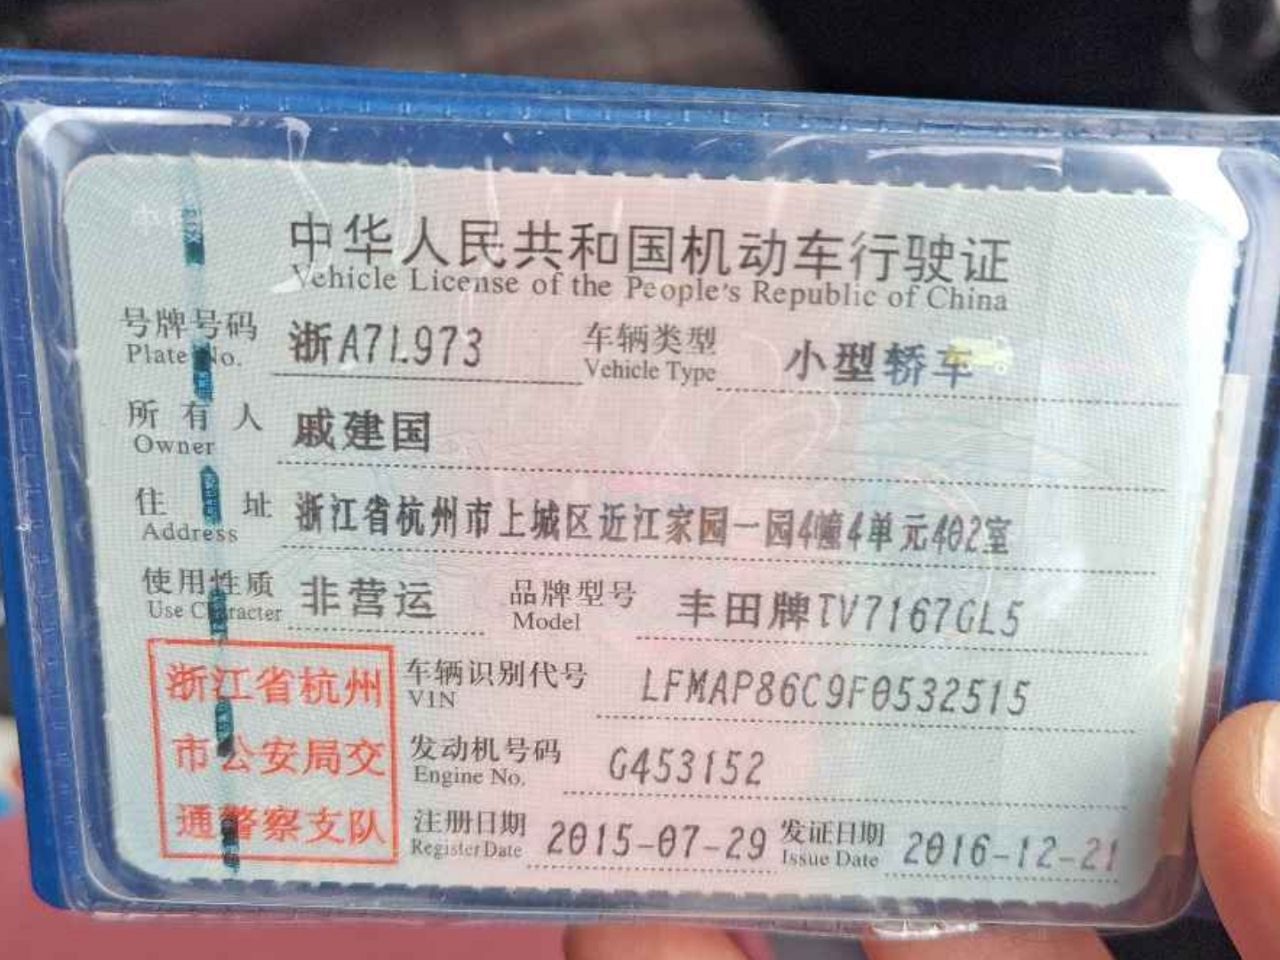 中华人民共和国机动车行驶证
Vehicle License of the People's Republic of China
号牌号码 浙A7L973 车辆类型 小型轿车
Plate No. Vehicle Type
所有人 戚建国
Owner
住址 浙江省杭州市上城区近江家园一园4幢4单元402室
Address
使用性质 非营运 品牌型号 丰田牌TV7167GL5
Use Character Model
浙江省杭州
市公安局交
通警察支队
车辆识别代号 LFMAP86C9F0532515
VIN
发动机号码 G453152
Engine No.
注册日期 2015-07-29 发证日期 2016-12-21
Register Date Issue Date